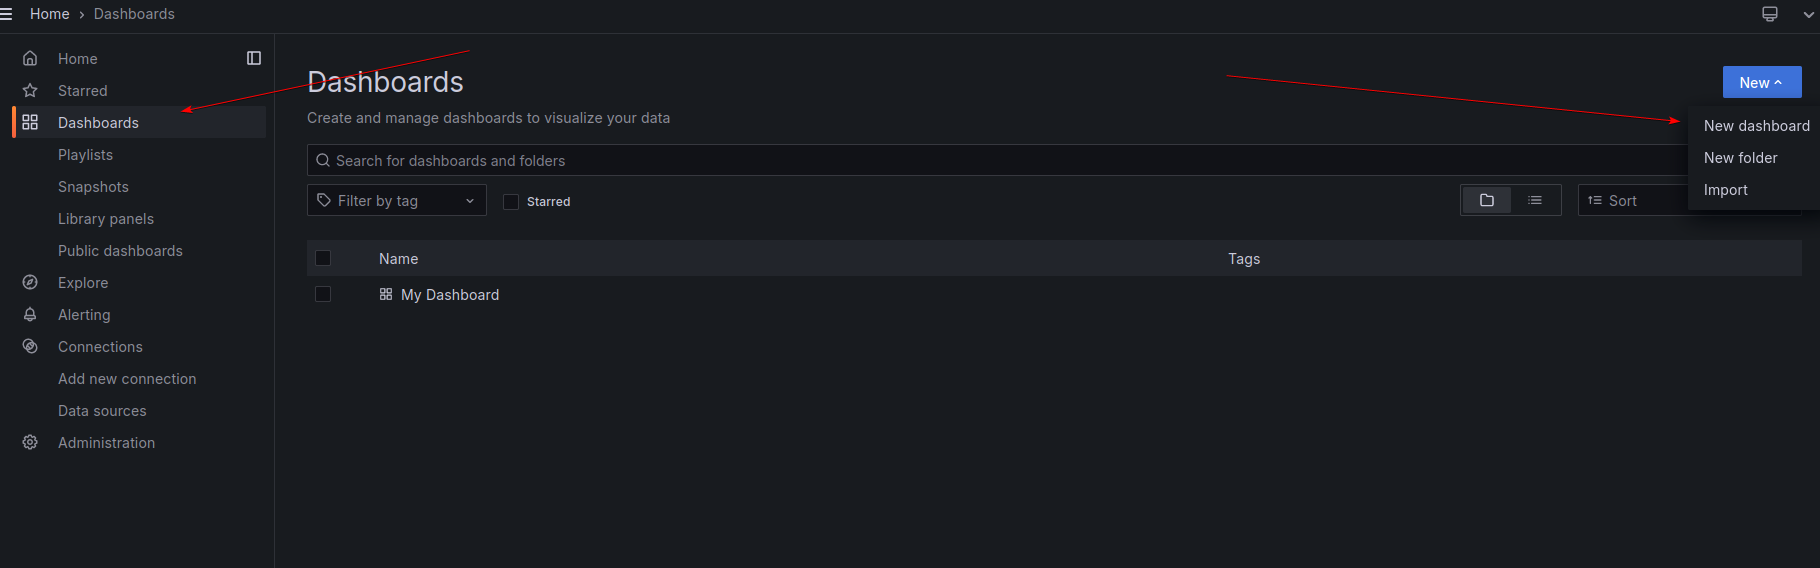 Home › Dashboards
Home
Starred
Dashboards
Playlists
Snapshots
Library panels
Public dashboards
Explore
Alerting
Connections
Add new connection
Data sources
Administration
Dashboards
Create and manage dashboards to visualize your data
New
New dashboard
New folder
Import
Search for dashboards and folders
Filter by tag
Starred
Sort
Name Tags
My Dashboard